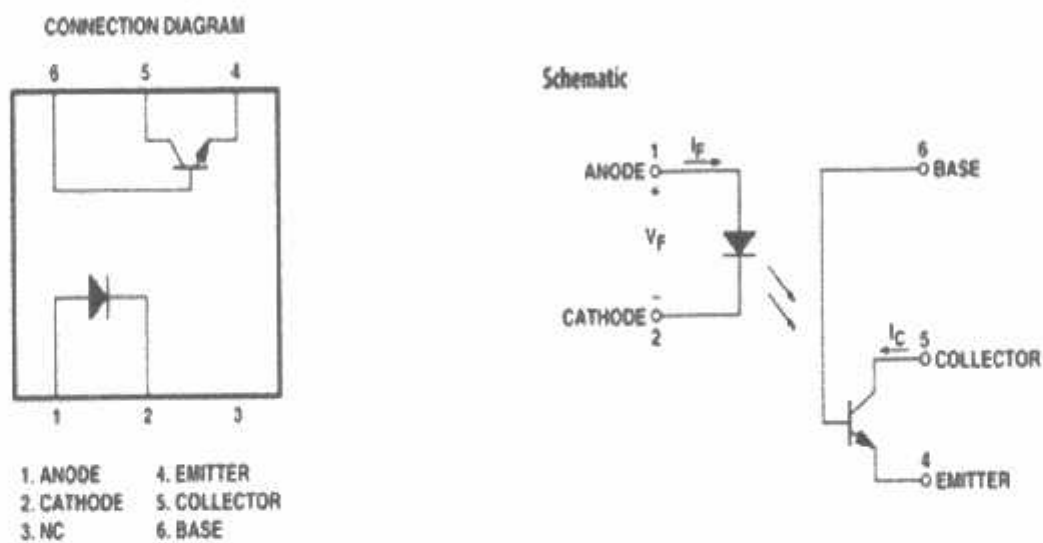 CONNECTION DIAGRAM
6 5 4
1 2 3
1. ANODE 4. EMITTER
2. CATHODE 5. COLLECTOR
3. NC 6. BASE
Schematic
1 IF
ANODE
+
VF
-
CATHODE
2
6
BASE
IC 5
COLLECTOR
4
EMITTER